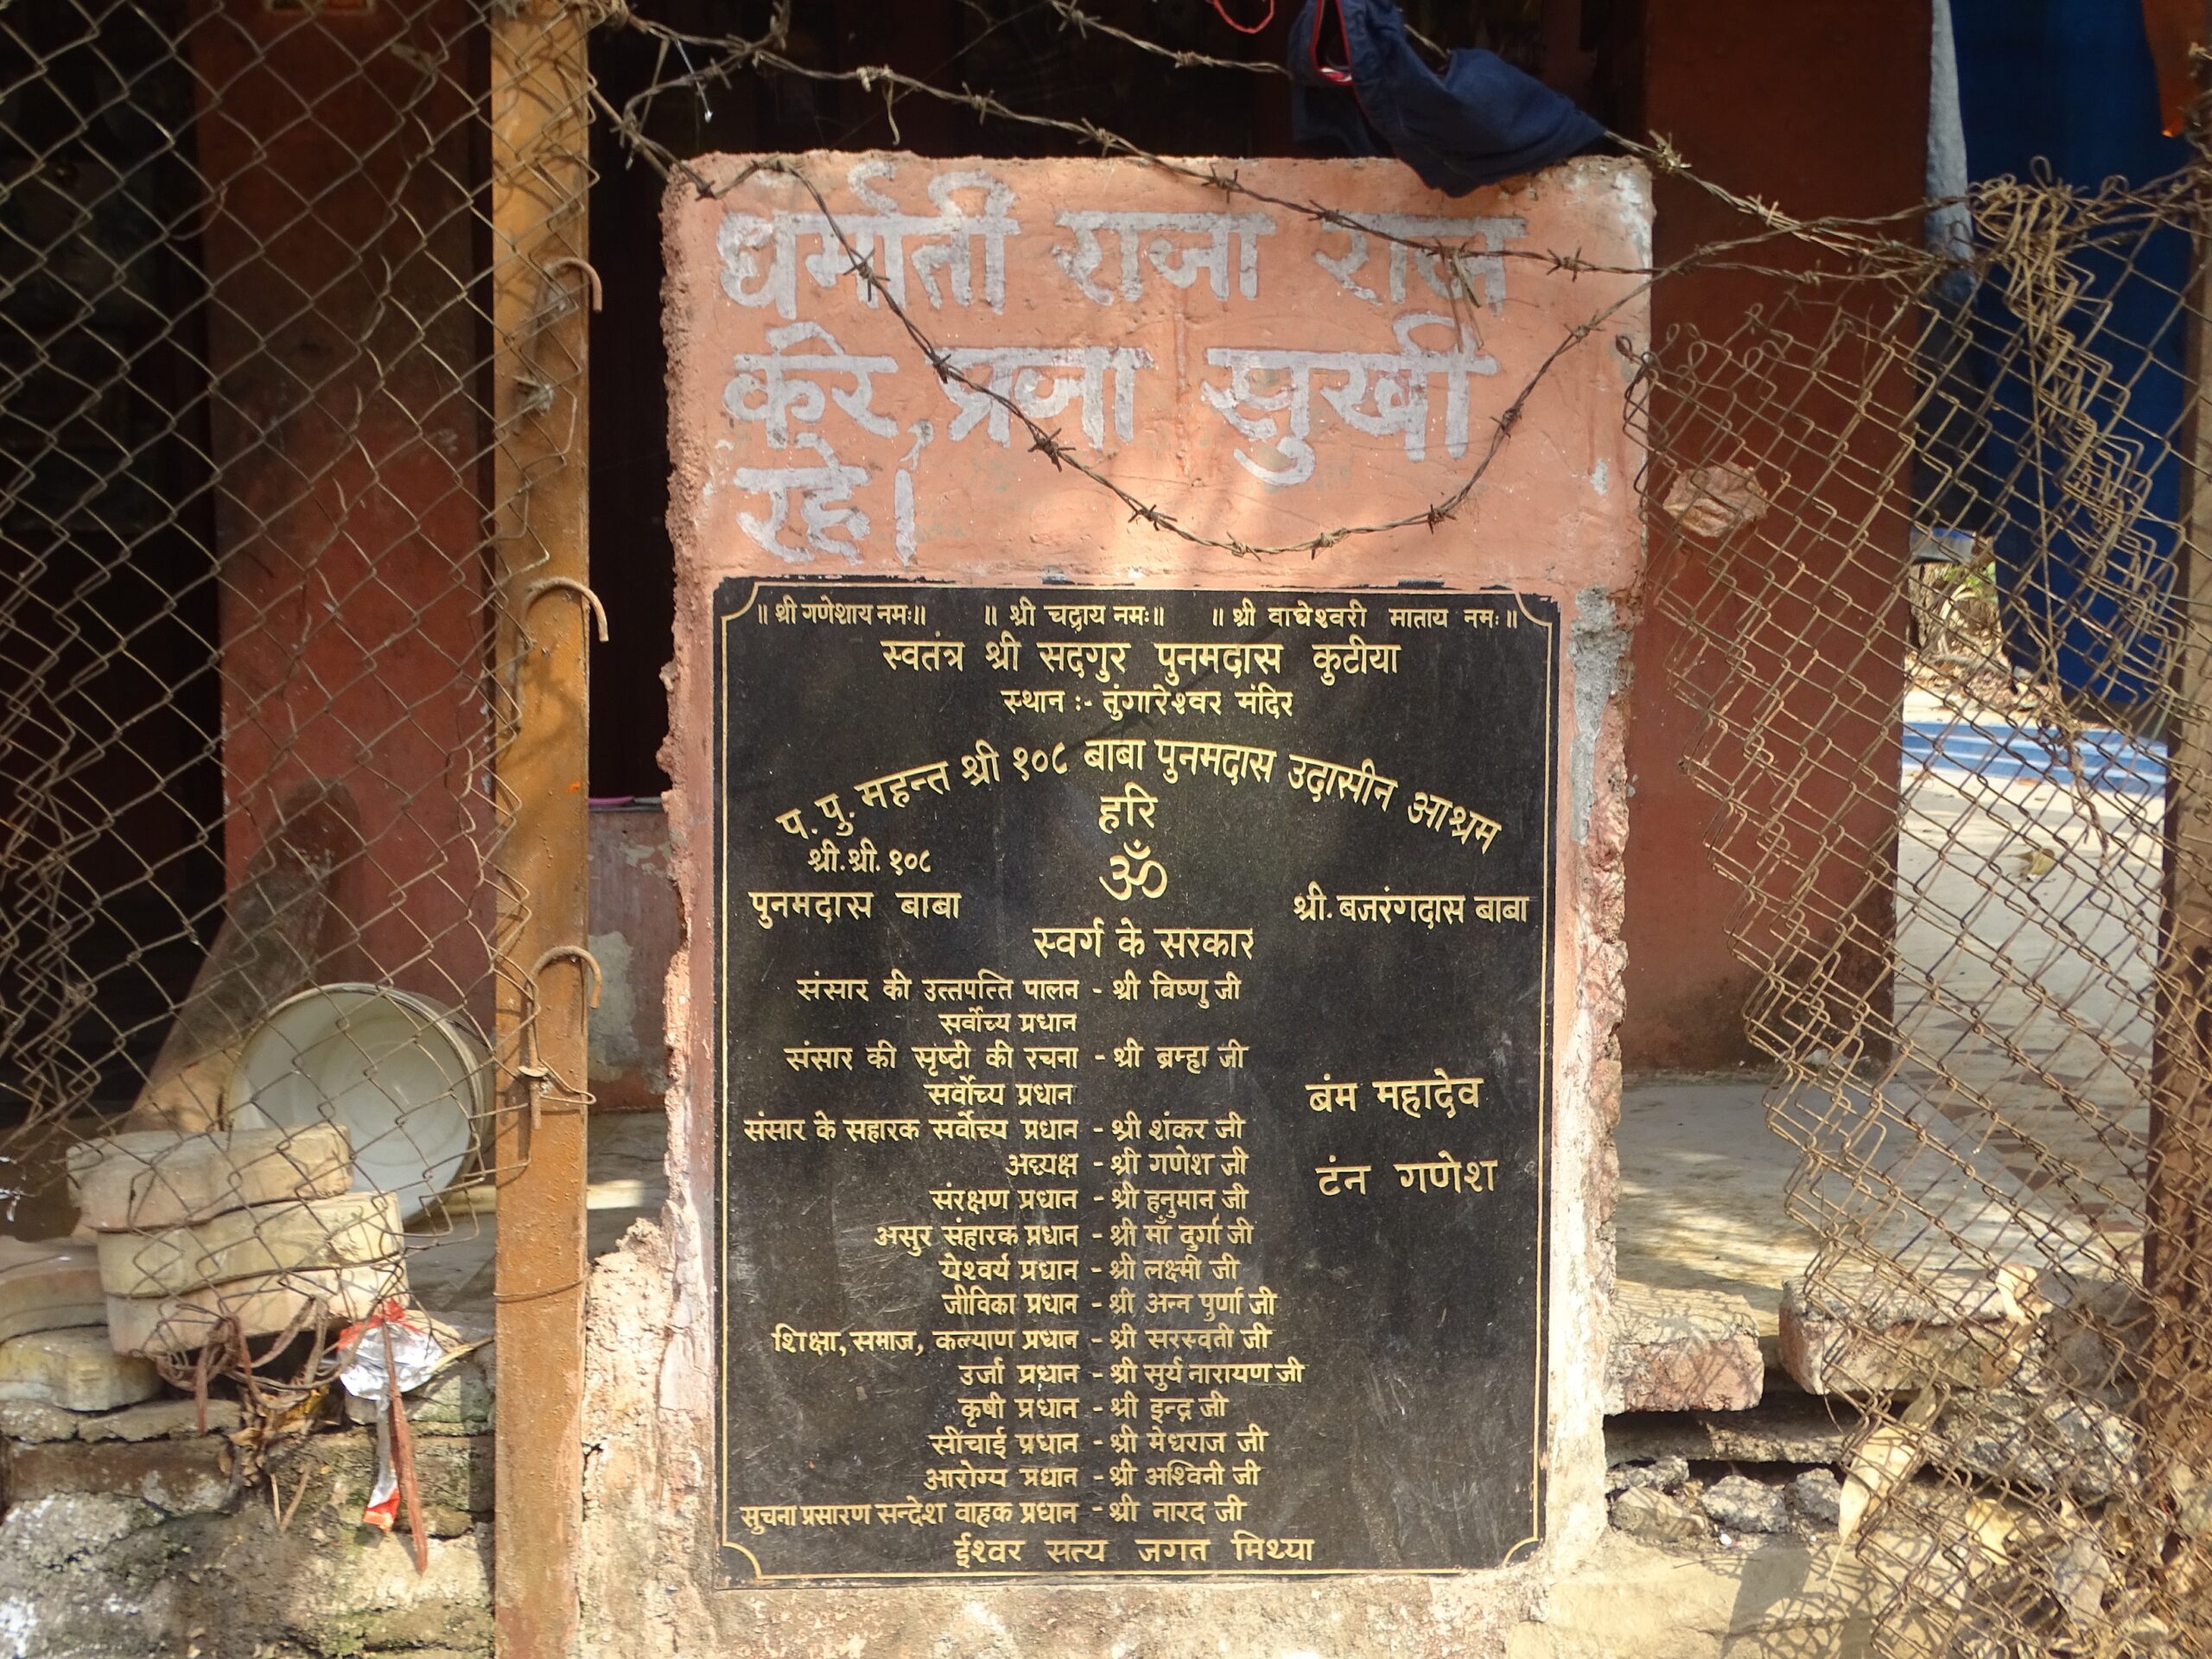 धर्माती राजा राज
करे प्रजा सुखी
रहे।
॥ श्री गणेशाय नमः॥ ॥ श्री चद्राय नमः॥ ॥ श्री वाघेश्वरी माताय नमः॥
स्वतंत्र श्री सदगुर पुनमदास कुटीया
स्थान :- तुंगारेश्वर मंदिर
प. पु. महन्त श्री १०८ बाबा पुनमदास उदासीन आश्रम
हरि
श्री.श्री. १०८
ॐ
पुनमदास बाबा श्री. बजरंगदास बाबा
स्वर्ग के सरकार
संसार की उत्तपत्ति पालन - श्री विष्णु जी
सर्वोच्य प्रधान
संसार की सृष्टी की रचना - श्री ब्रम्हा जी
सर्वोच्य प्रधान
बंम महादेव
संसार के सहारक सर्वोच्य प्रधान - श्री शंकर जी
अध्यक्ष - श्री गणेश जी
टंन गणेश
संरक्षण प्रधान - श्री हनुमान जी
असुर संहारक प्रधान - श्री माँ दुर्गा जी
येश्वर्य प्रधान - श्री लक्ष्मी जी
जीविका प्रधान - श्री अन्न पुर्णा जी
शिक्षा, समाज, कल्याण प्रधान - श्री सरस्वती जी
उर्जा प्रधान - श्री सुर्य नारायण जी
कृषी प्रधान - श्री इन्द्र जी
सीचाई प्रधान - श्री मेधराज जी
आरोग्य प्रधान - श्री अश्विनी जी
सुचना प्रसारण सन्देश वाहक प्रधान - श्री नारद जी
ईश्वर सत्य जगत मिथ्या